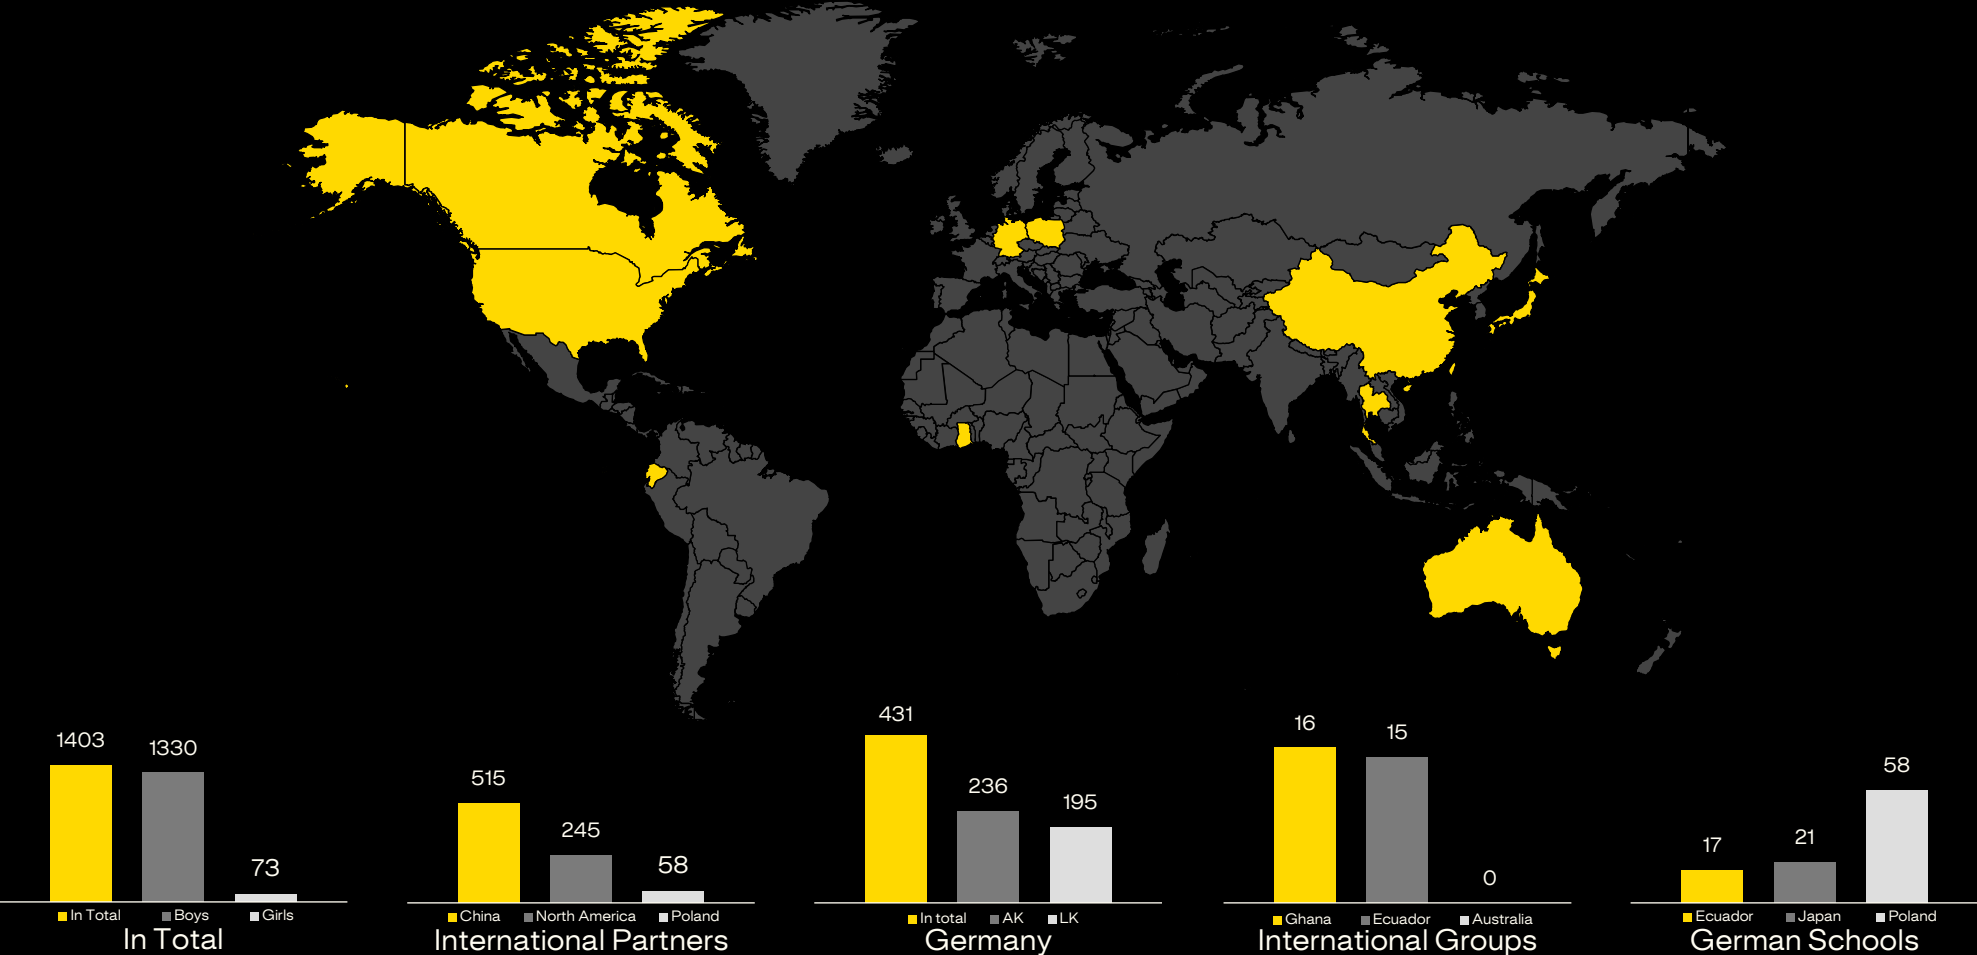 1403
1330
73
In Total
Boys
Girls
In Total
515
245
58
China
North America
Poland
International Partners
431
236
195
In total
AK
LK
Germany
16
15
0
Ghana
Ecuador
Australia
International Groups
17
21
58
Ecuador
Japan
Poland
German Schools